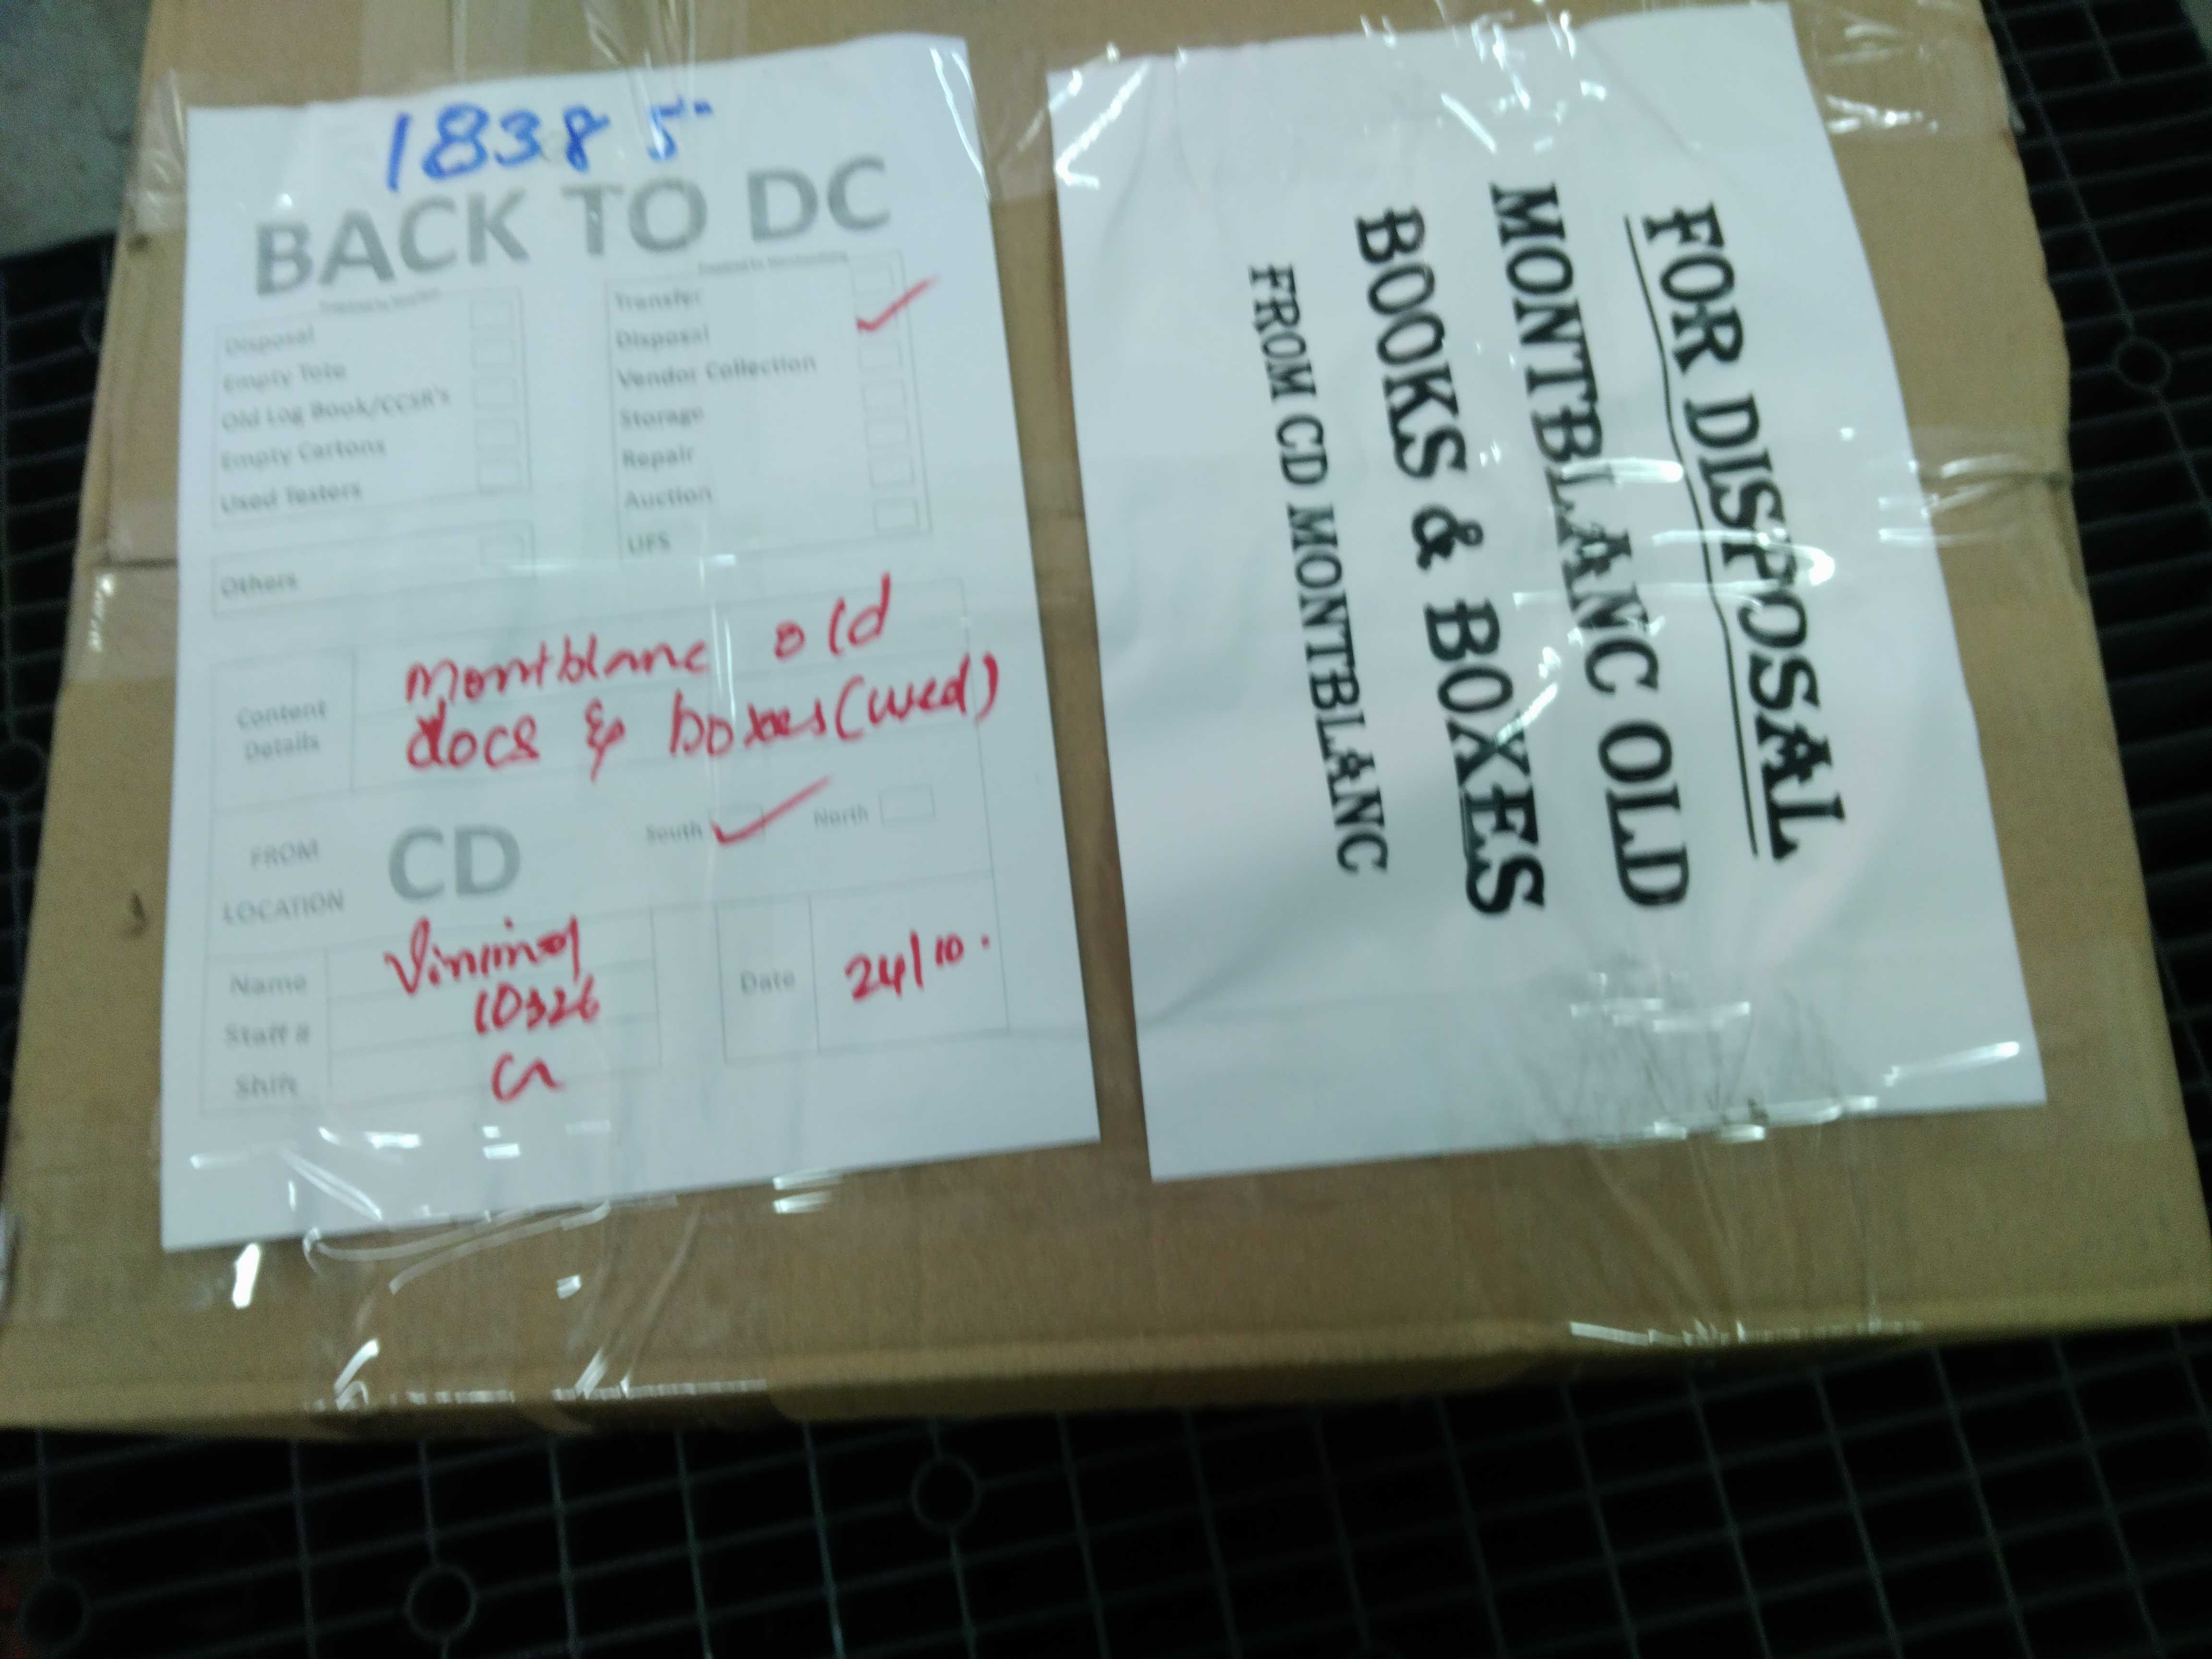 18385
BACK TO DC
Disposal
Empty Tote
Old Log Book/CCSR's
Empty Cartons
Used Testers
Others
Transfer
Disposal
Vendor Collection
Storage
Repair
Auction
UPS
Content Details
Montblanc old
docs & boxes (used)
FROM
LOCATION
CD
South
North
Name
Staff #
10326
Shift
Date
24/10.
FOR DISPOSAL
MONTBLANC OLD
BOOKS & BOXES
FROM CD MONTBLANC